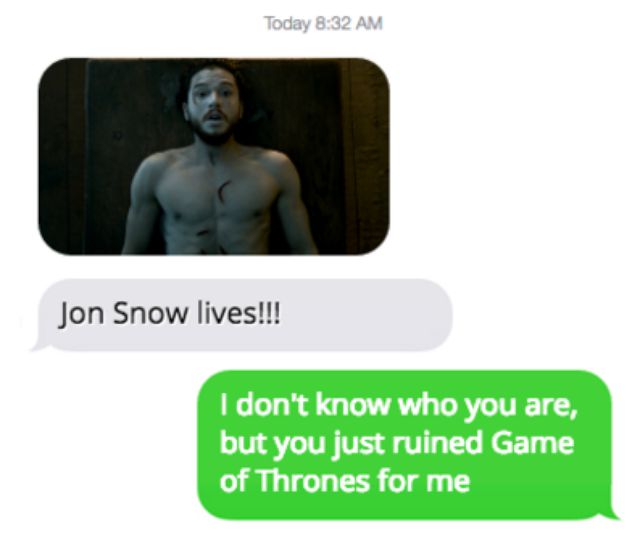 Today 8:32 AM
Jon Snow lives!!!
I don't know who you are,
but you just ruined Game
of Thrones for me